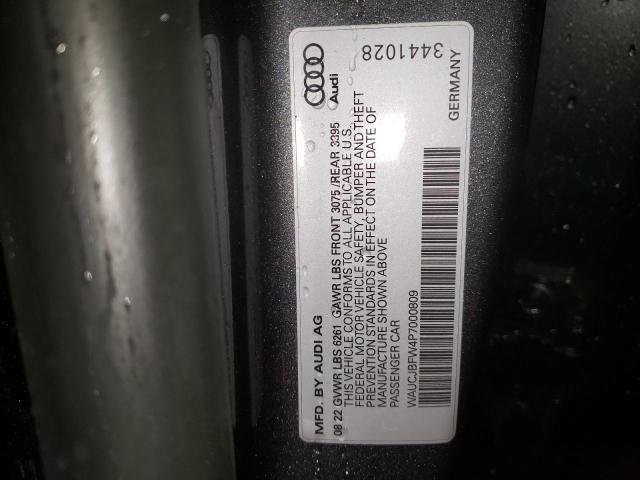 MFD. BY AUDI AG
08 22 GVWR LBS 6261 GAWR LBS FRONT 3075 /REAR 3395
THIS VEHICLE CONFORMS TO ALL APPLICABLE U.S.
FEDERAL MOTOR VEHICLE SAFETY, BUMPER AND THEFT
PREVENTION STANDARDS IN EFFECT ON THE DATE OF
MANUFACTURE SHOWN ABOVE
PASSENGER CAR
WAUCJBFW4P7000809
Audi
3441028
GERMANY